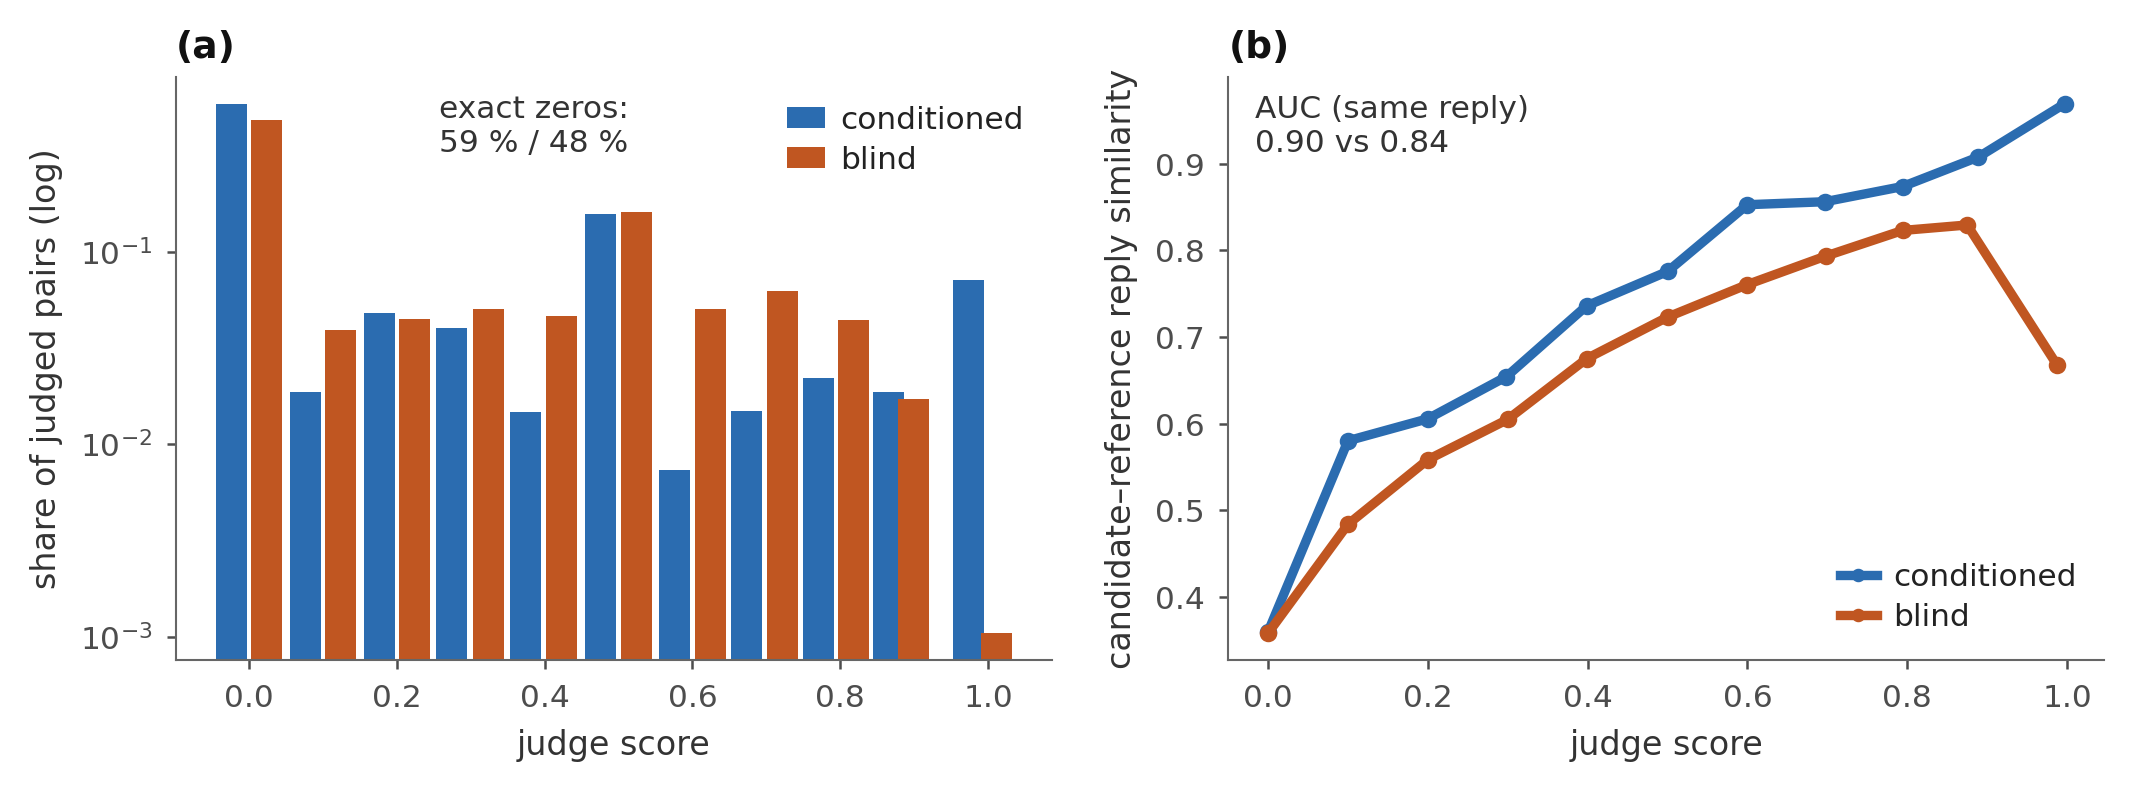 (a)
exact zeros:
59 % / 48 %
conditioned
blind
share of judged pairs (log)
10⁻¹
10⁻²
10⁻³
0.0 0.2 0.4 0.6 0.8 1.0
judge score
(b)
AUC (same reply)
0.90 vs 0.84
candidate–reference reply similarity
0.9
0.8
0.7
0.6
0.5
0.4
conditioned
blind
0.0 0.2 0.4 0.6 0.8 1.0
judge score